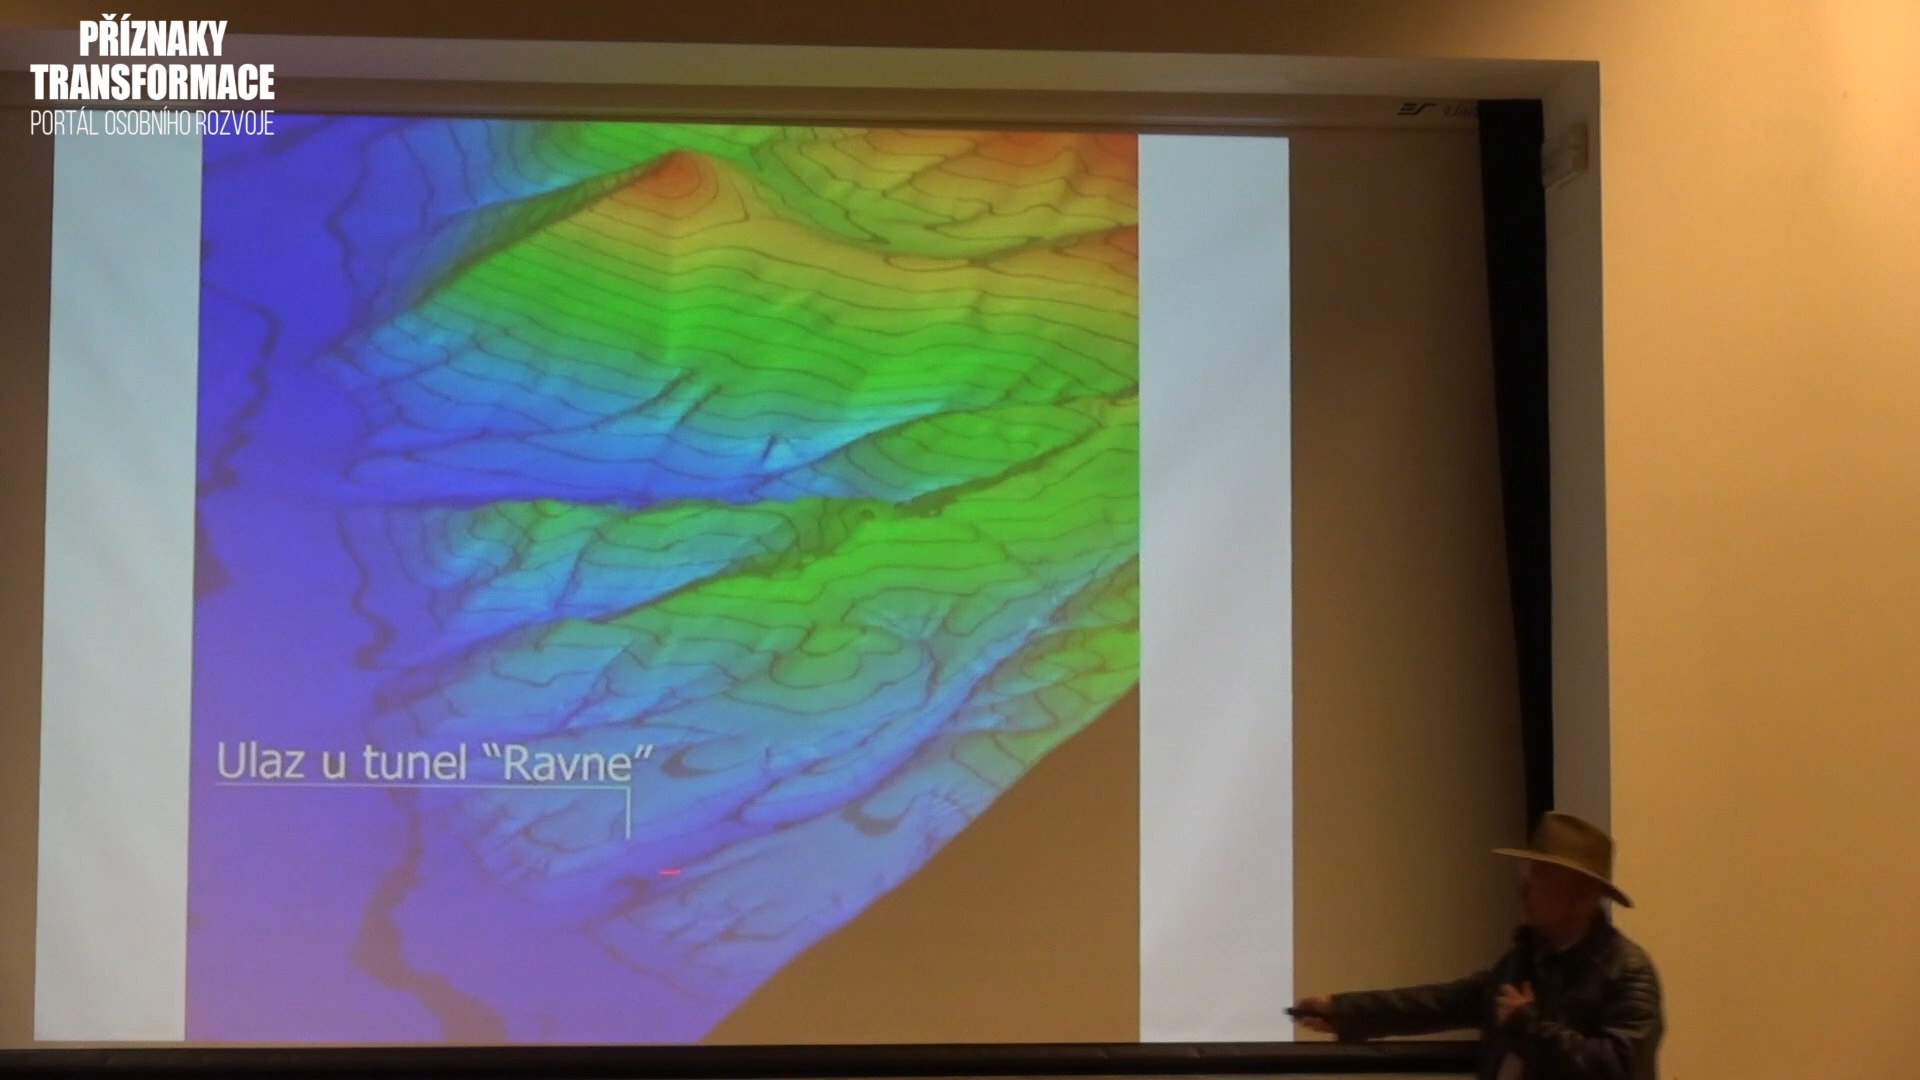 PŘÍZNAKY
TRANSFORMACE
PORTÁL OSOBNÍHO ROZVOJE
Ulaz u tunel “Ravne”